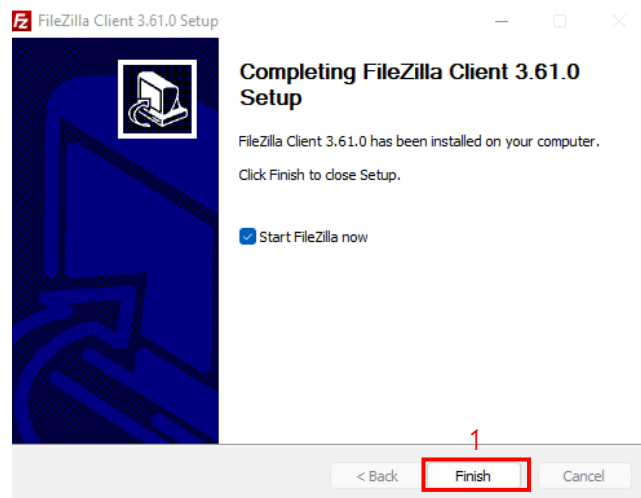 FileZilla Client 3.61.0 Setup
Completing FileZilla Client 3.61.0
Setup
FileZilla Client 3.61.0 has been installed on your computer.
Click Finish to close Setup.
Start FileZilla now
1
< Back Finish Cancel